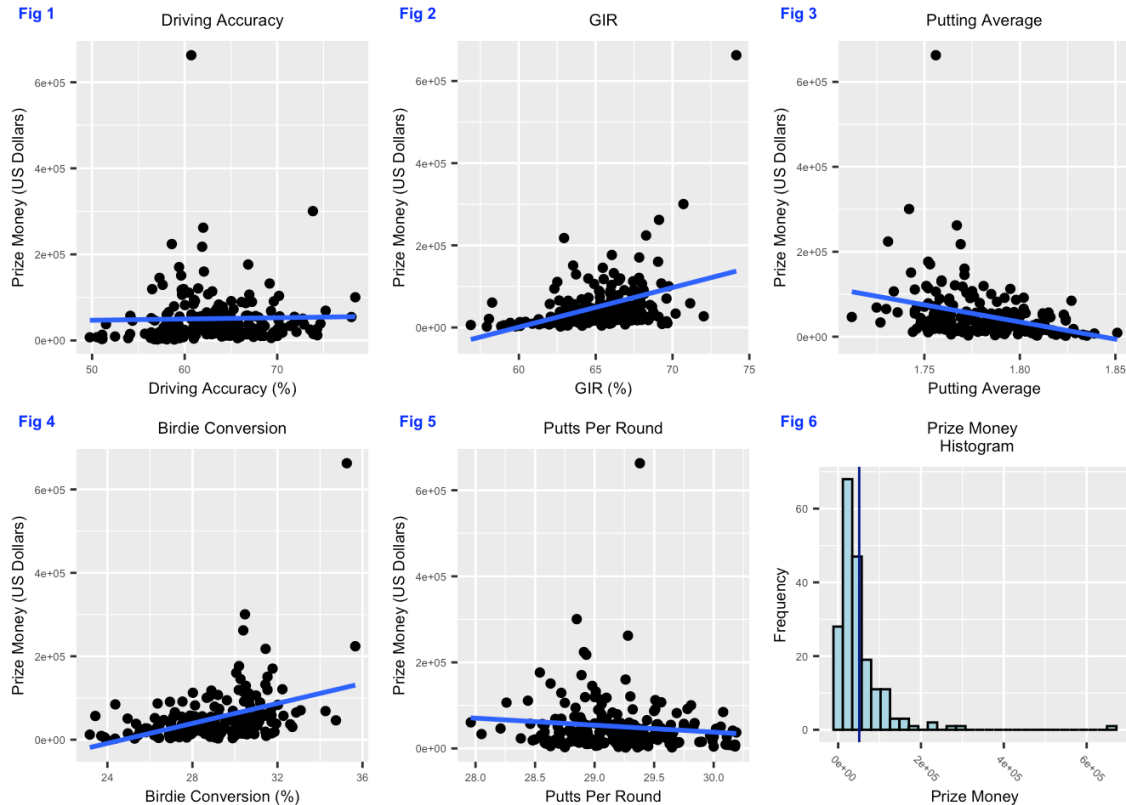 Fig 1
Driving Accuracy
6e+05
4e+05
2e+05
0e+00
Prize Money (US Dollars)
50
60
70
Driving Accuracy (%)
Fig 2
GIR
6e+05
4e+05
2e+05
0e+00
Prize Money (US Dollars)
60
65
70
75
GIR (%)
Fig 3
Putting Average
6e+05
4e+05
2e+05
0e+00
Prize Money (US Dollars)
1.75
1.80
1.85
Putting Average
Fig 4
Birdie Conversion
6e+05
4e+05
2e+05
0e+00
Prize Money (US Dollars)
24
28
32
36
Birdie Conversion (%)
Fig 5
Putts Per Round
6e+05
4e+05
2e+05
0e+00
Prize Money (US Dollars)
28.0
28.5
29.0
29.5
30.0
Putts Per Round
Fig 6
Prize Money
Histogram
60
40
20
0
Frequency
0e+00
2e+05
4e+05
6e+05
Prize Money